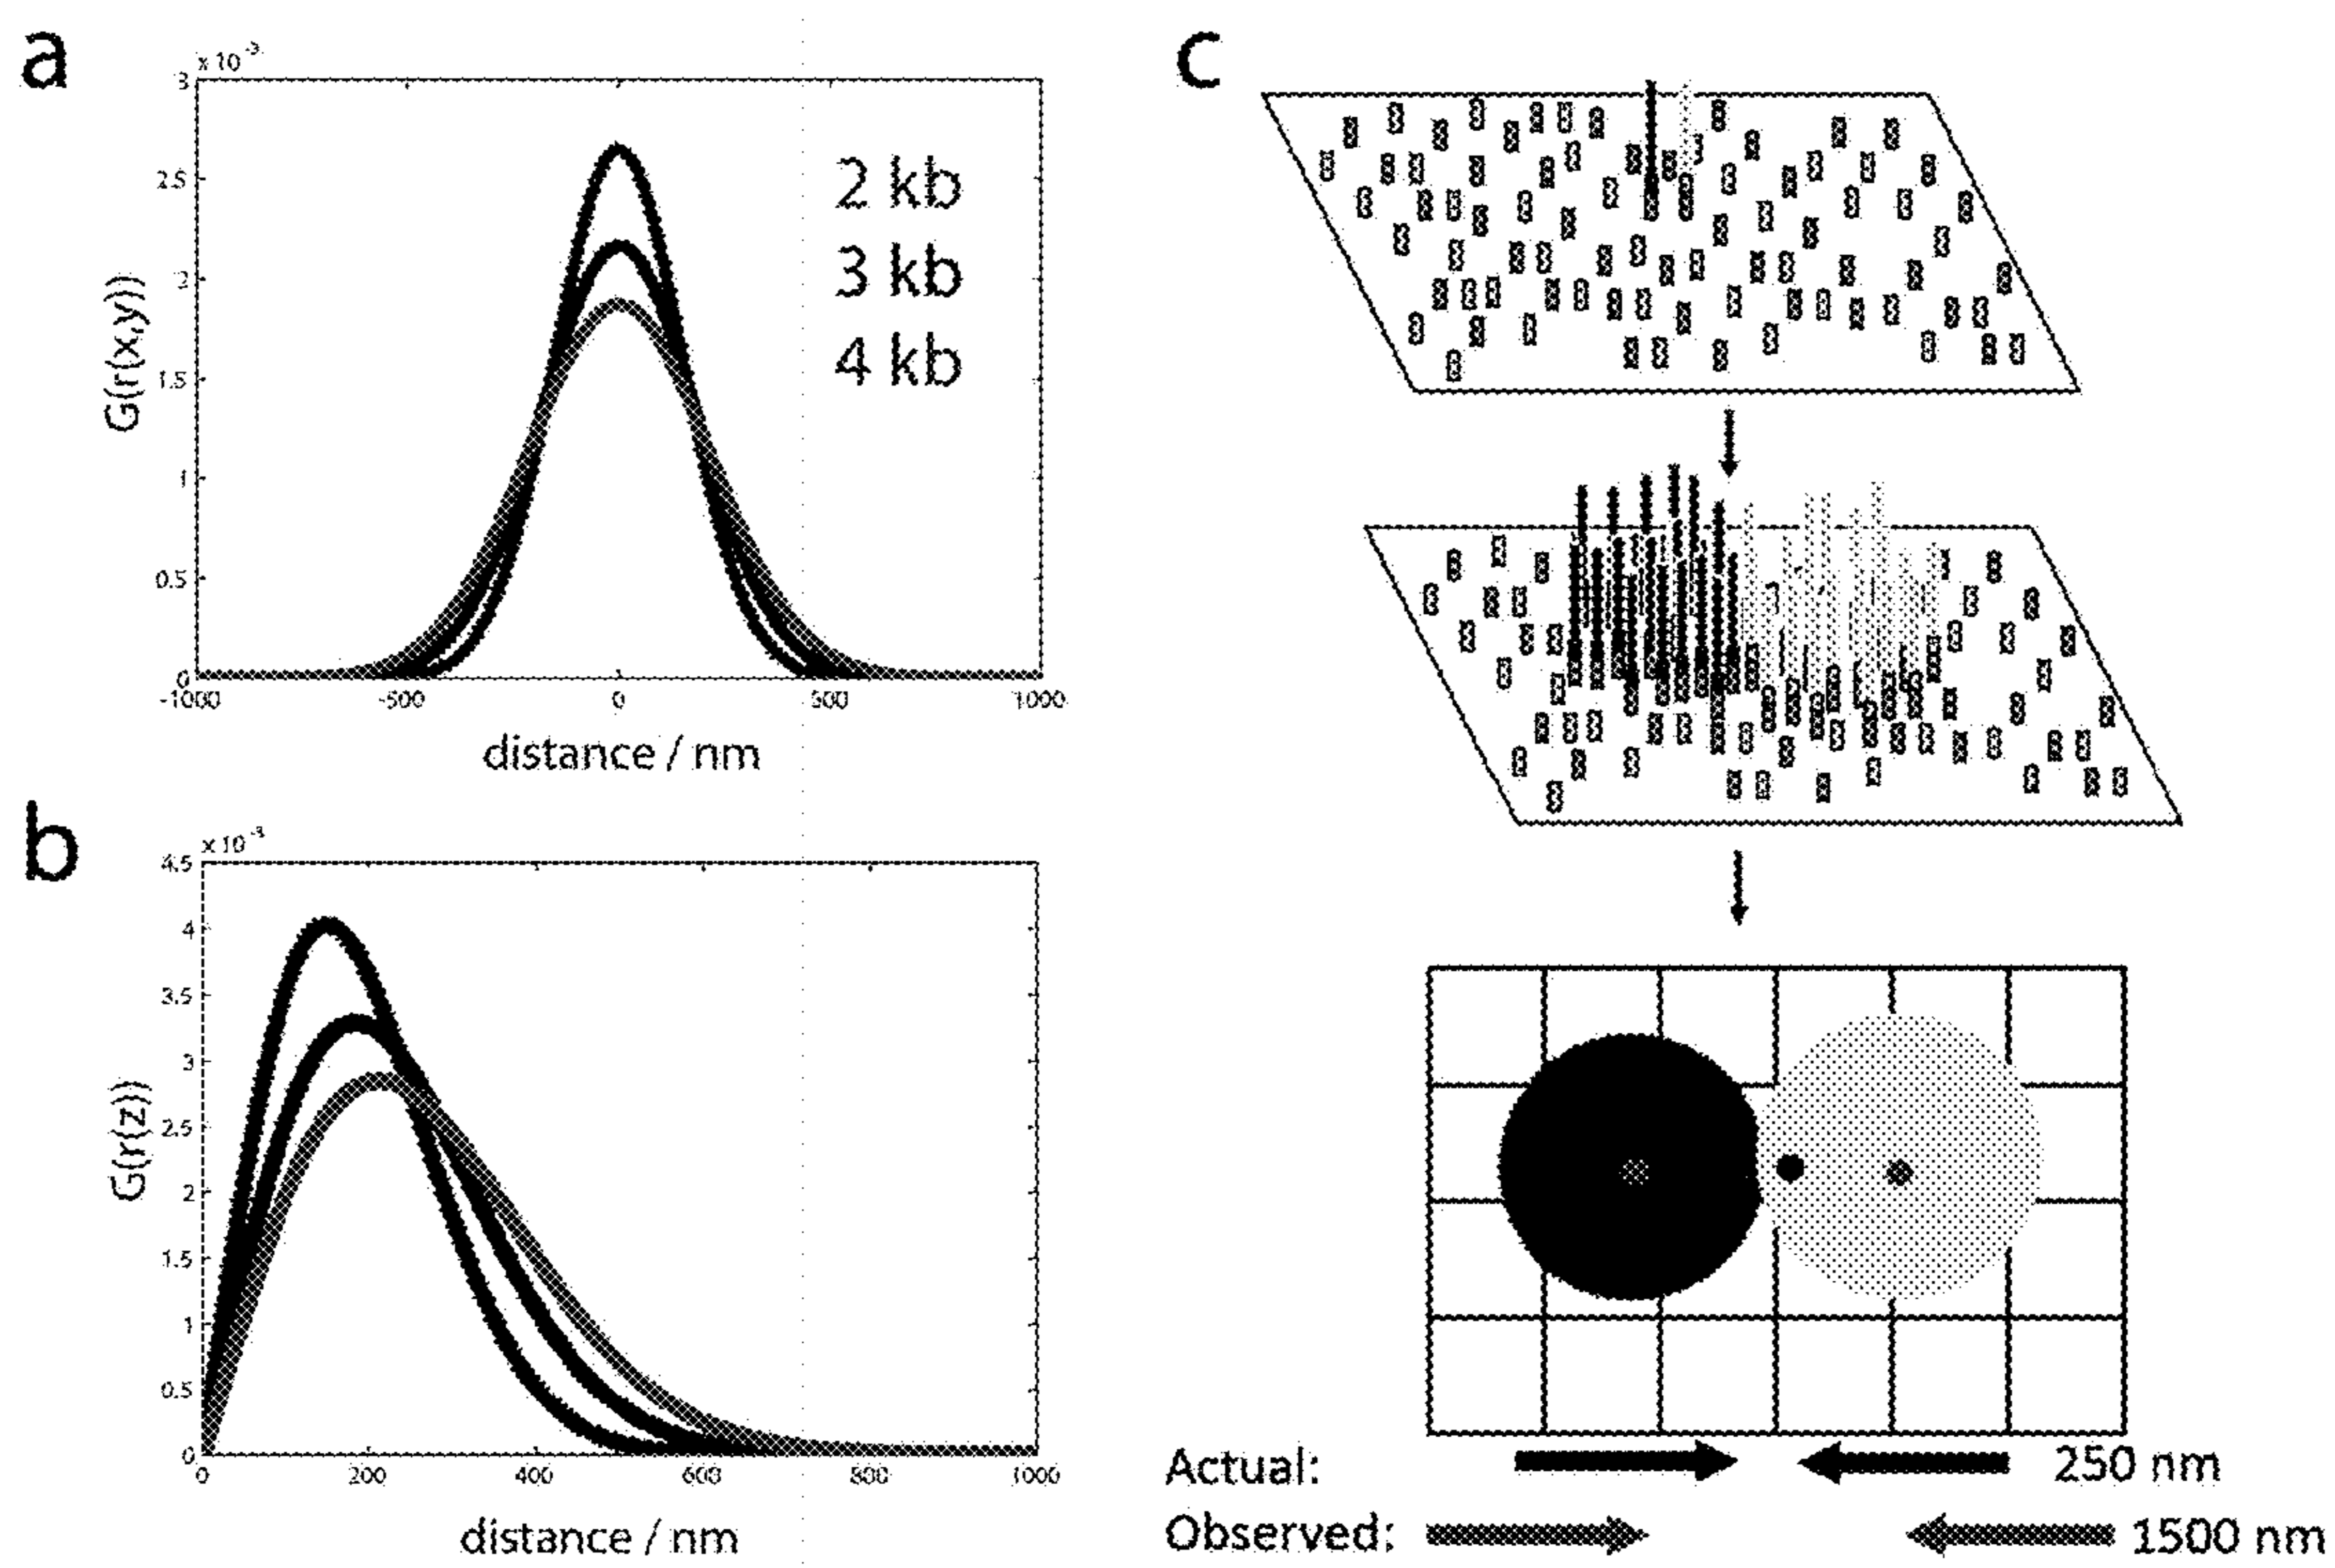 a
x 10 -3
3
2.5
2
1.5
1
0.5
0
G(r(x,y))
2 kb
3 kb
4 kb
-1000 -500 0 500 1000
distance / nm
b
x 10 -3
4.5
4
3.5
3
2.5
2
1.5
1
0.5
0
G(r(z))
0 200 400 600 800 1000
distance / nm
c
Actual: 250 nm
Observed: 1500 nm